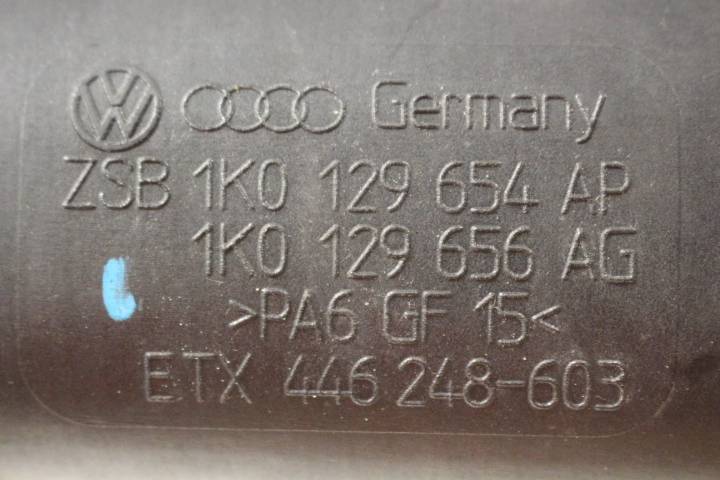 Germany
ZSB 1K0 129 654 AP
1K0 129 656 AG
>PA6 GF 15<
ETX 446 248-603